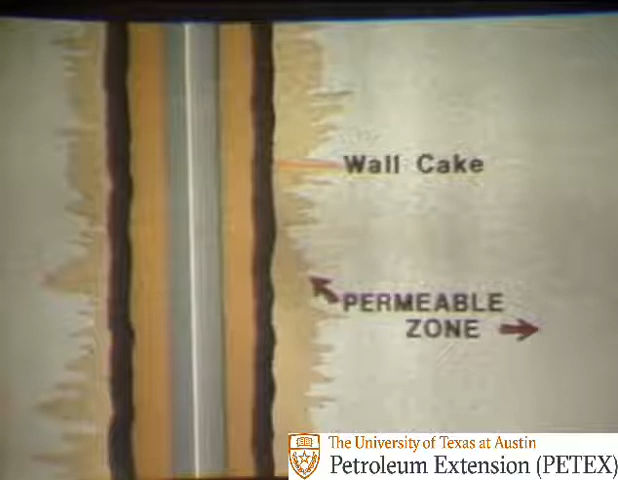 Wall Cake
PERMEABLE
ZONE
The University of Texas at Austin
Petroleum Extension (PETEX)